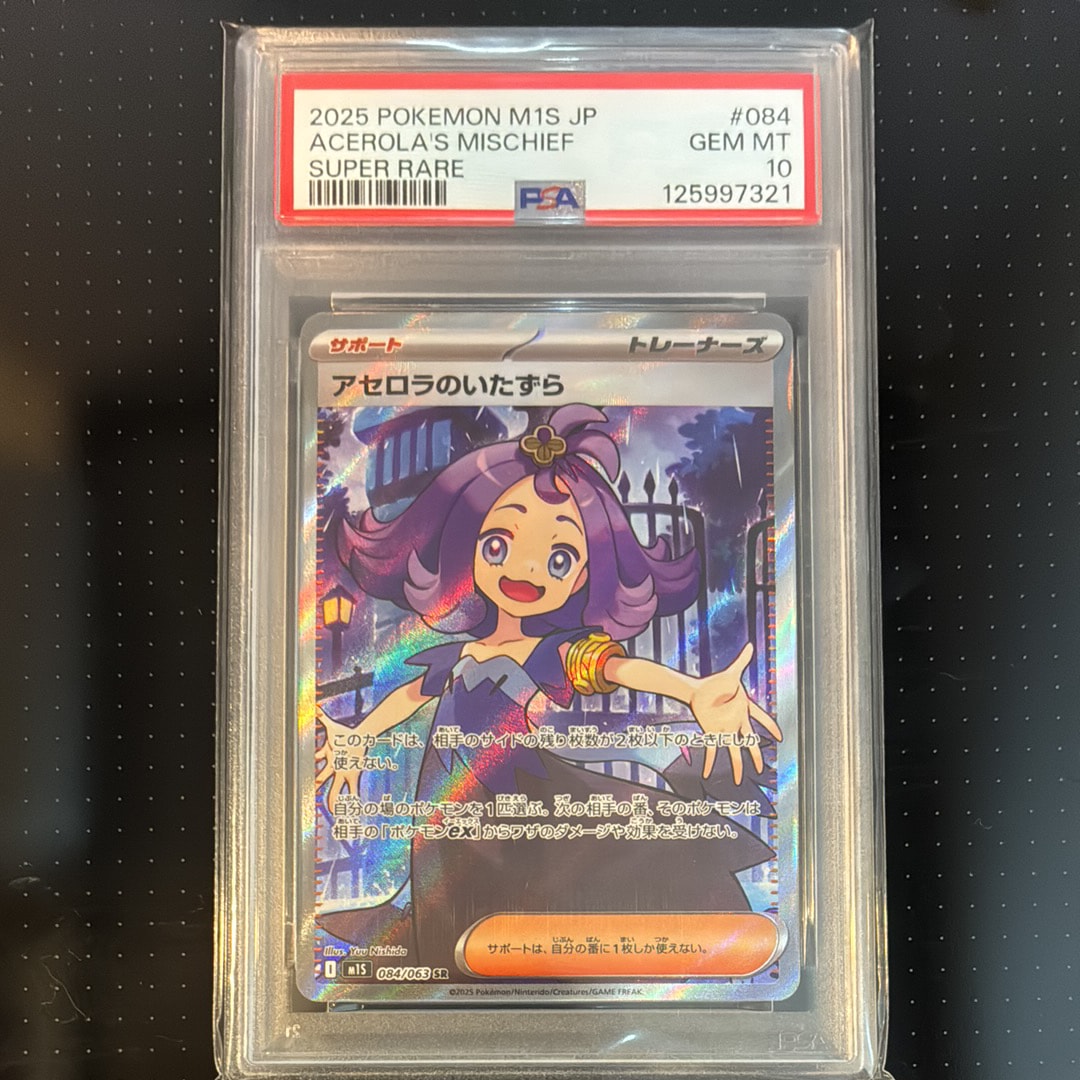 2025 POKEMON M1S JP #084
ACEROLA'S MISCHIEF GEM MT
SUPER RARE 10
PSA 125997321
サポート トレーナーズ
アセロラのいたずら
このカードは、相手のサイドの残り枚数が2枚以下のときにしか
使えない。
自分の場のポケモンを1匹選ぶ。次の相手の番、そのポケモンは
相手の「ポケモンex」からワザのダメージや効果を受けない。
サポートは、自分の番に1枚しか使えない。
Illus. Yuu Nishida
m1S 084/063 SR
©2025 Pokémon/Nintendo/Creatures/GAME FREAK
PSA